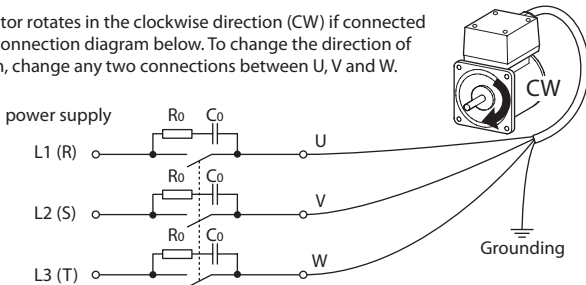 tor rotates in the clockwise direction (CW) if connected
onnection diagram below. To change the direction of
n, change any two connections between U, V and W.
CW
power supply
R0 C0
L1 (R) U
R0 C0
L2 (S) V
R0 C0
L3 (T) W
Grounding